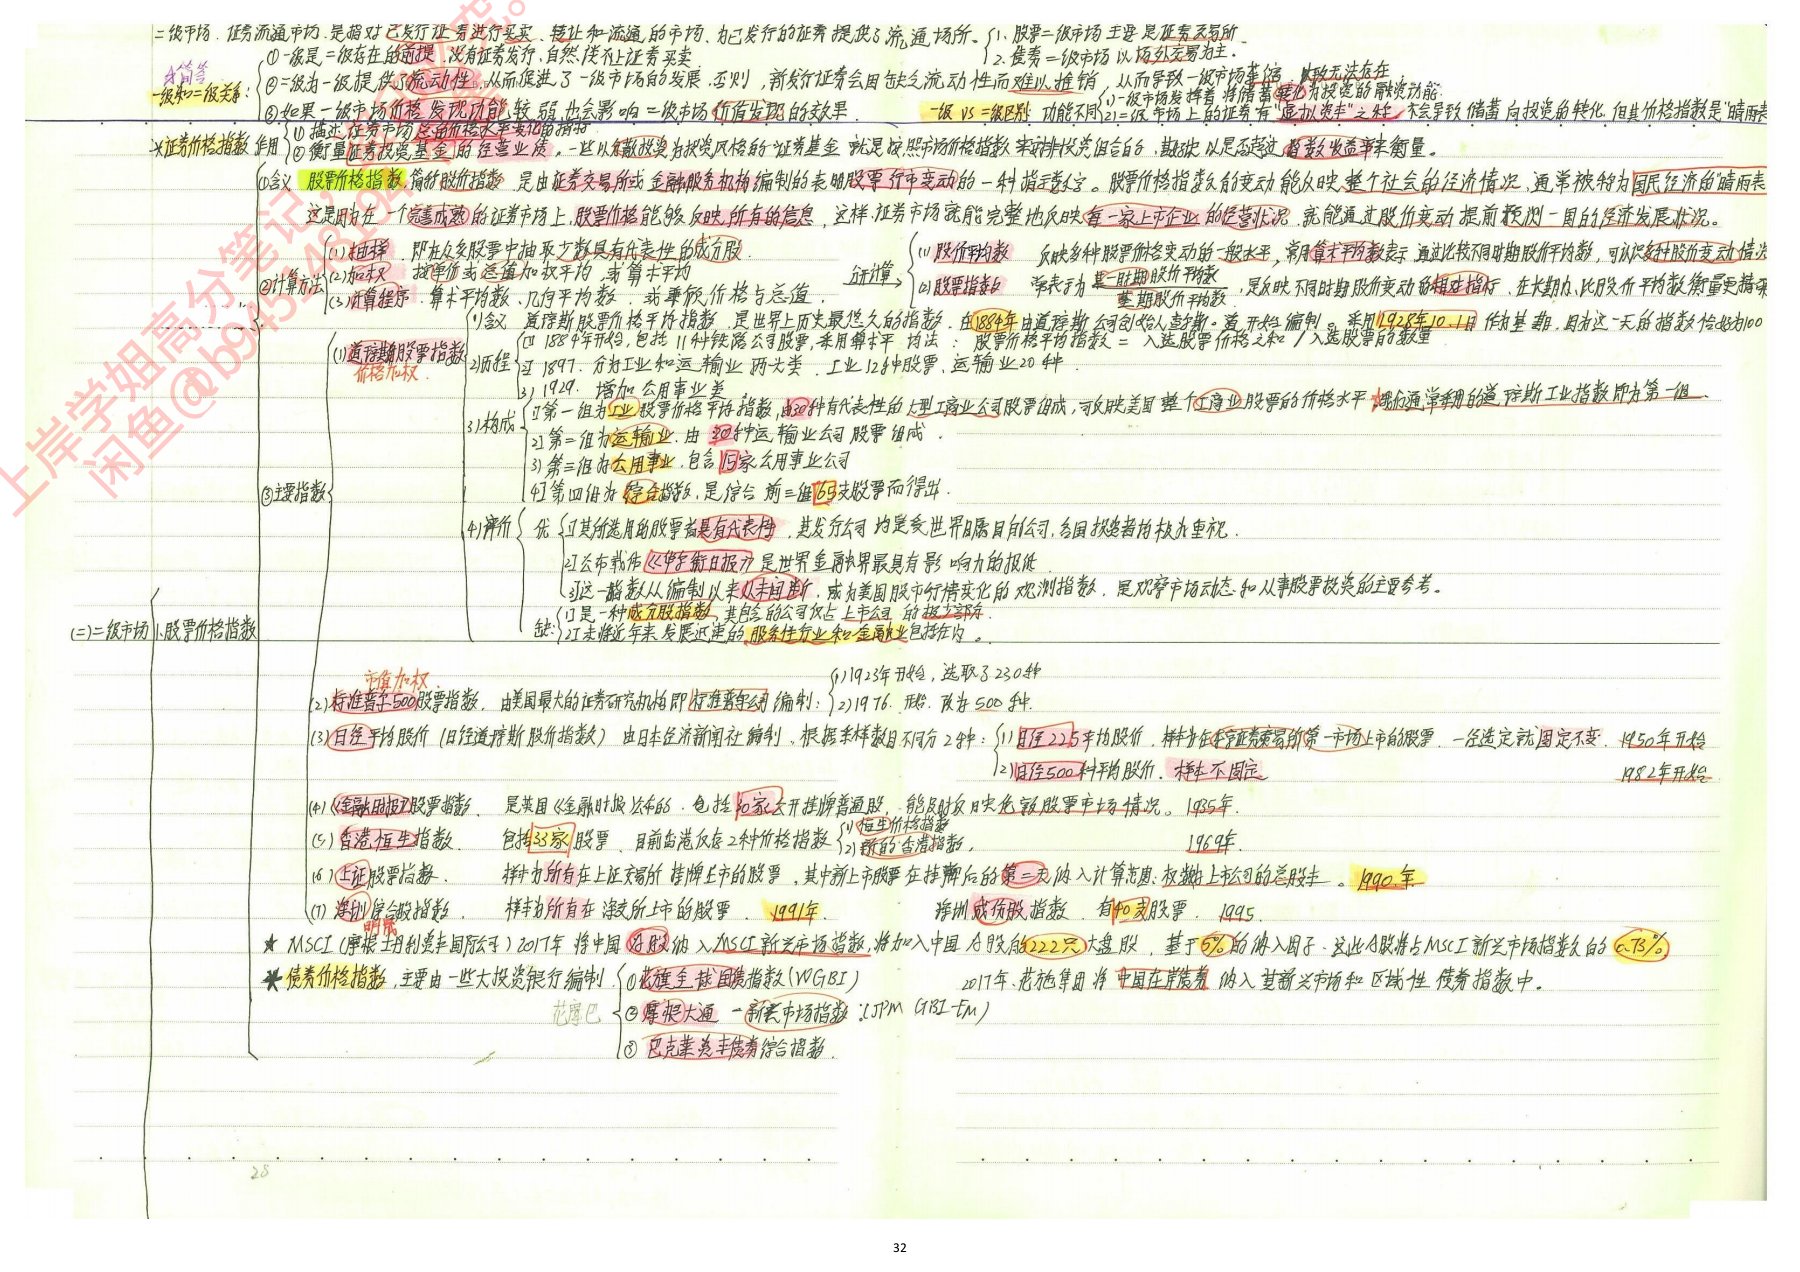 二级市场. 证券流通市场. 是指对已发行证券进行买卖、转让和流通的市场、为已发行的证券提供了流通场所。 1. 股票二级市场主要是证券交易所.
2. 债券二级市场以场外交易为主.
①一级是二级存在的前提, 没有证券发行, 自然谈不上证券买卖
☆简答
一级和二级关系:
②二级为一级提供了流动性, 从而促进了一级市场的发展. 否则, 新发行证券会因缺乏流动性而难以推销, 从而导致一级市场萎缩
无法存在
③如果一级市场价格发现功能较弱, 也会影响二级市场价值发现的效果.
一级 VS 二级区别 功能不同
1)一级市场发挥着将储蓄转化为投资的融资功能
2)二级市场上的证券有"虚拟资本"之称, 不会导致储蓄向投资的转化, 但其价格指数是"晴雨表
*证券价格指数 作用
①描述证券市场总的价格水平变化的指标
②衡量证券投资基金的经营业绩. 一些以分散投资为投资风格的证券基金
指数收益率来衡量。
①含义 股票价格指数, 简称股价指数, 是由证券交易所或金融服务机构编制的表明股票行市变动的一种指示数字。股票价格指数的变动能反映整个社会的经济情况, 通常被称为国民经济的"晴雨表
这是因为在一个完善成熟的证券市场上, 股票价格能够反映所有的信息, 这样, 证券市场就能完整地反映每一家上市企业的经营状况, 就能通过股价变动提前预测一国的经济发展状况。
②计算方法
(1)抽样. 即在众多股票中抽取少数具有代表性的成分股.
(2)加权. 按单价或总值加权平均, 或算术平均
(3)计算程序. 算术平均数、几何平均数, 或兼顾价格与总值.
(1)股价平均数 反映多种股票价格变动的一般水平, 常用算术平均数表示. 通过比较不同时期股价平均数, 可认识多种股价变动情况
(2)股票指数 常表示为 某一时期股价平均数 / 基期股价平均数, 是反映不同时期股价变动的相对指标, 在长期内, 比股价平均数衡量更精确
③主要指数
(1)道琼斯股票指数
价格加权
1)含义 道琼斯股票价格平均指数, 是世界上历史最悠久的指数, 在1884年由道琼斯公司创始人查尔斯。道开始编制。采用1928年10.1日作为基期, 因为这一天的指数恰好为100
2)历程
1] 1884年开始, 包括11种铁路公司股票, 采用算术平均法: 股票价格平均指数 = 入选股票价格之和 / 入选股票的数量
2] 1897. 分为工业和运输业两大类. 工业12种股票, 运输业20种
3) 1929. 增加公用事业类
3)构成
1]第一组为工业股票价格平均指数, 由30种有代表性的大型工商业公司股票组成, 可反映美国整个工商业股票的价格水平, 我们通常引用的道琼斯工业指数即为第一组.
2]第二组为运输业. 由20种运输业公司股票组成.
3)第三组为公用事业. 包含15家公用事业公司
4]第四组为综合指数, 是综合前三组65支股票而得出.
4)评价
优 1]其所选用的股票都具有代表性, 其发行公司均是受世界瞩目的公司, 各国投资者均极为重视.
2]公布载体《华尔街日报》是世界金融界最具有影响力的报纸
3]这一指数从编制以来从未间断, 成为美国股市行情变化的观测指数, 是观察市场动态和从事股票投资的主要参考。
缺: 1]是一种成分股指数, 其包含的公司仅占上市公司的极少部分.
2]未将近年来发展迅速的服务性行业和金融业包括在内。
(二)二级市场 1.股票价格指数
市值加权
(2)标准普尔500股票指数. 由美国最大的证券研究机构即标准普尔公司编制:
1)1923年开始, 选取了230种
2)1976. 开始. 改为500种.
(3)日经平均股价 (日经道琼斯股价指数) 由日本经济新闻社编制. 根据采样数目不同分2种:
1)日经225平均股价. 样本为在东京证券交易所第一市场上市的股票. 一经选定就固定不变. 1950年开始
2)日经500种平均股价. 样本不固定 1982年开始
(4)《金融时报》股票指数. 是英国《金融时报公布的. 包括30家公开挂牌普通股. 能及时反映伦敦股票市场情况。1935年.
(5)香港恒生指数. 包括33家股票, 目前香港仅存2种价格指数
1)恒生价格指数
2)新的香港指数, 1969年.
(6)上证股票指数. 样本为所有在上证交易所挂牌上市的股票, 其中新上市股票在挂牌后的第二天纳入计算范围. 权数为上市公司的总股本。1990.年
(7)深圳综合股指数. 样本为所有在深交所上市的股票. 1991年. 深圳成份股指数. 有40支股票. 1995.
明晟
★ MSCI (摩根士丹利资本国际公司) 2017年将中国A股纳入MSCI新兴市场指数, 将加入中国A股的222只大盘股, 基于5%的纳入因子. 这些A股将占MSCI新兴市场指数的0.73%
★ 债券价格指数, 主要由一些大投资银行编制
①花旗全球国债指数(WGBI) 2017年. 花旗集团将中国在岸债券纳入其新兴市场和区域性债券指数中.
花摩巴
②摩根大通 — 新兴市场指数: (JPM GBI-EM)
③巴克莱资本债券综合指数.
28
32
上岸学姐高分笔记,
闲鱼@b9452481